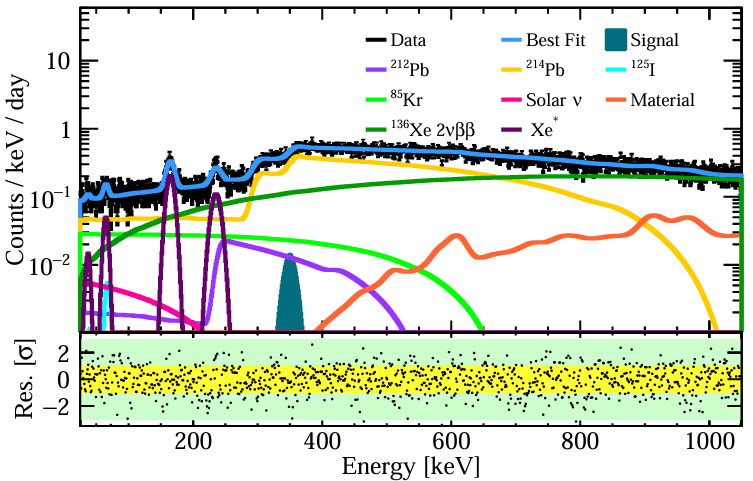 Data
Best Fit
Signal
²¹²Pb
²¹⁴Pb
¹²⁵I
⁸⁵Kr
Solar ν
Material
¹³⁶Xe 2νββ
Xe*
Counts / keV / day
10
1
10⁻¹
10⁻²
Res. [σ]
2
0
−2
200 400 600 800 1000
Energy [keV]